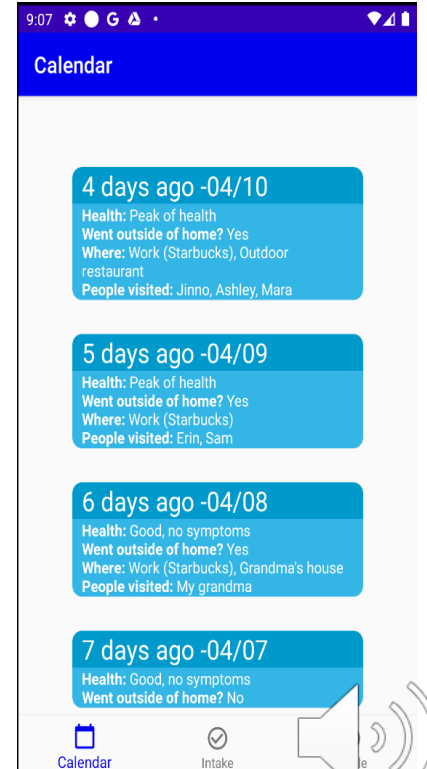 9:07 G
Calendar
4 days ago -04/10
Health: Peak of health
Went outside of home? Yes
Where: Work (Starbucks), Outdoor
restaurant
People visited: Jinno, Ashley, Mara
5 days ago -04/09
Health: Peak of health
Went outside of home? Yes
Where: Work (Starbucks)
People visited: Erin, Sam
6 days ago -04/08
Health: Good, no symptoms
Went outside of home? Yes
Where: Work (Starbucks), Grandma's house
People visited: My grandma
7 days ago -04/07
Health: Good, no symptoms
Went outside of home? No
Calendar Intake